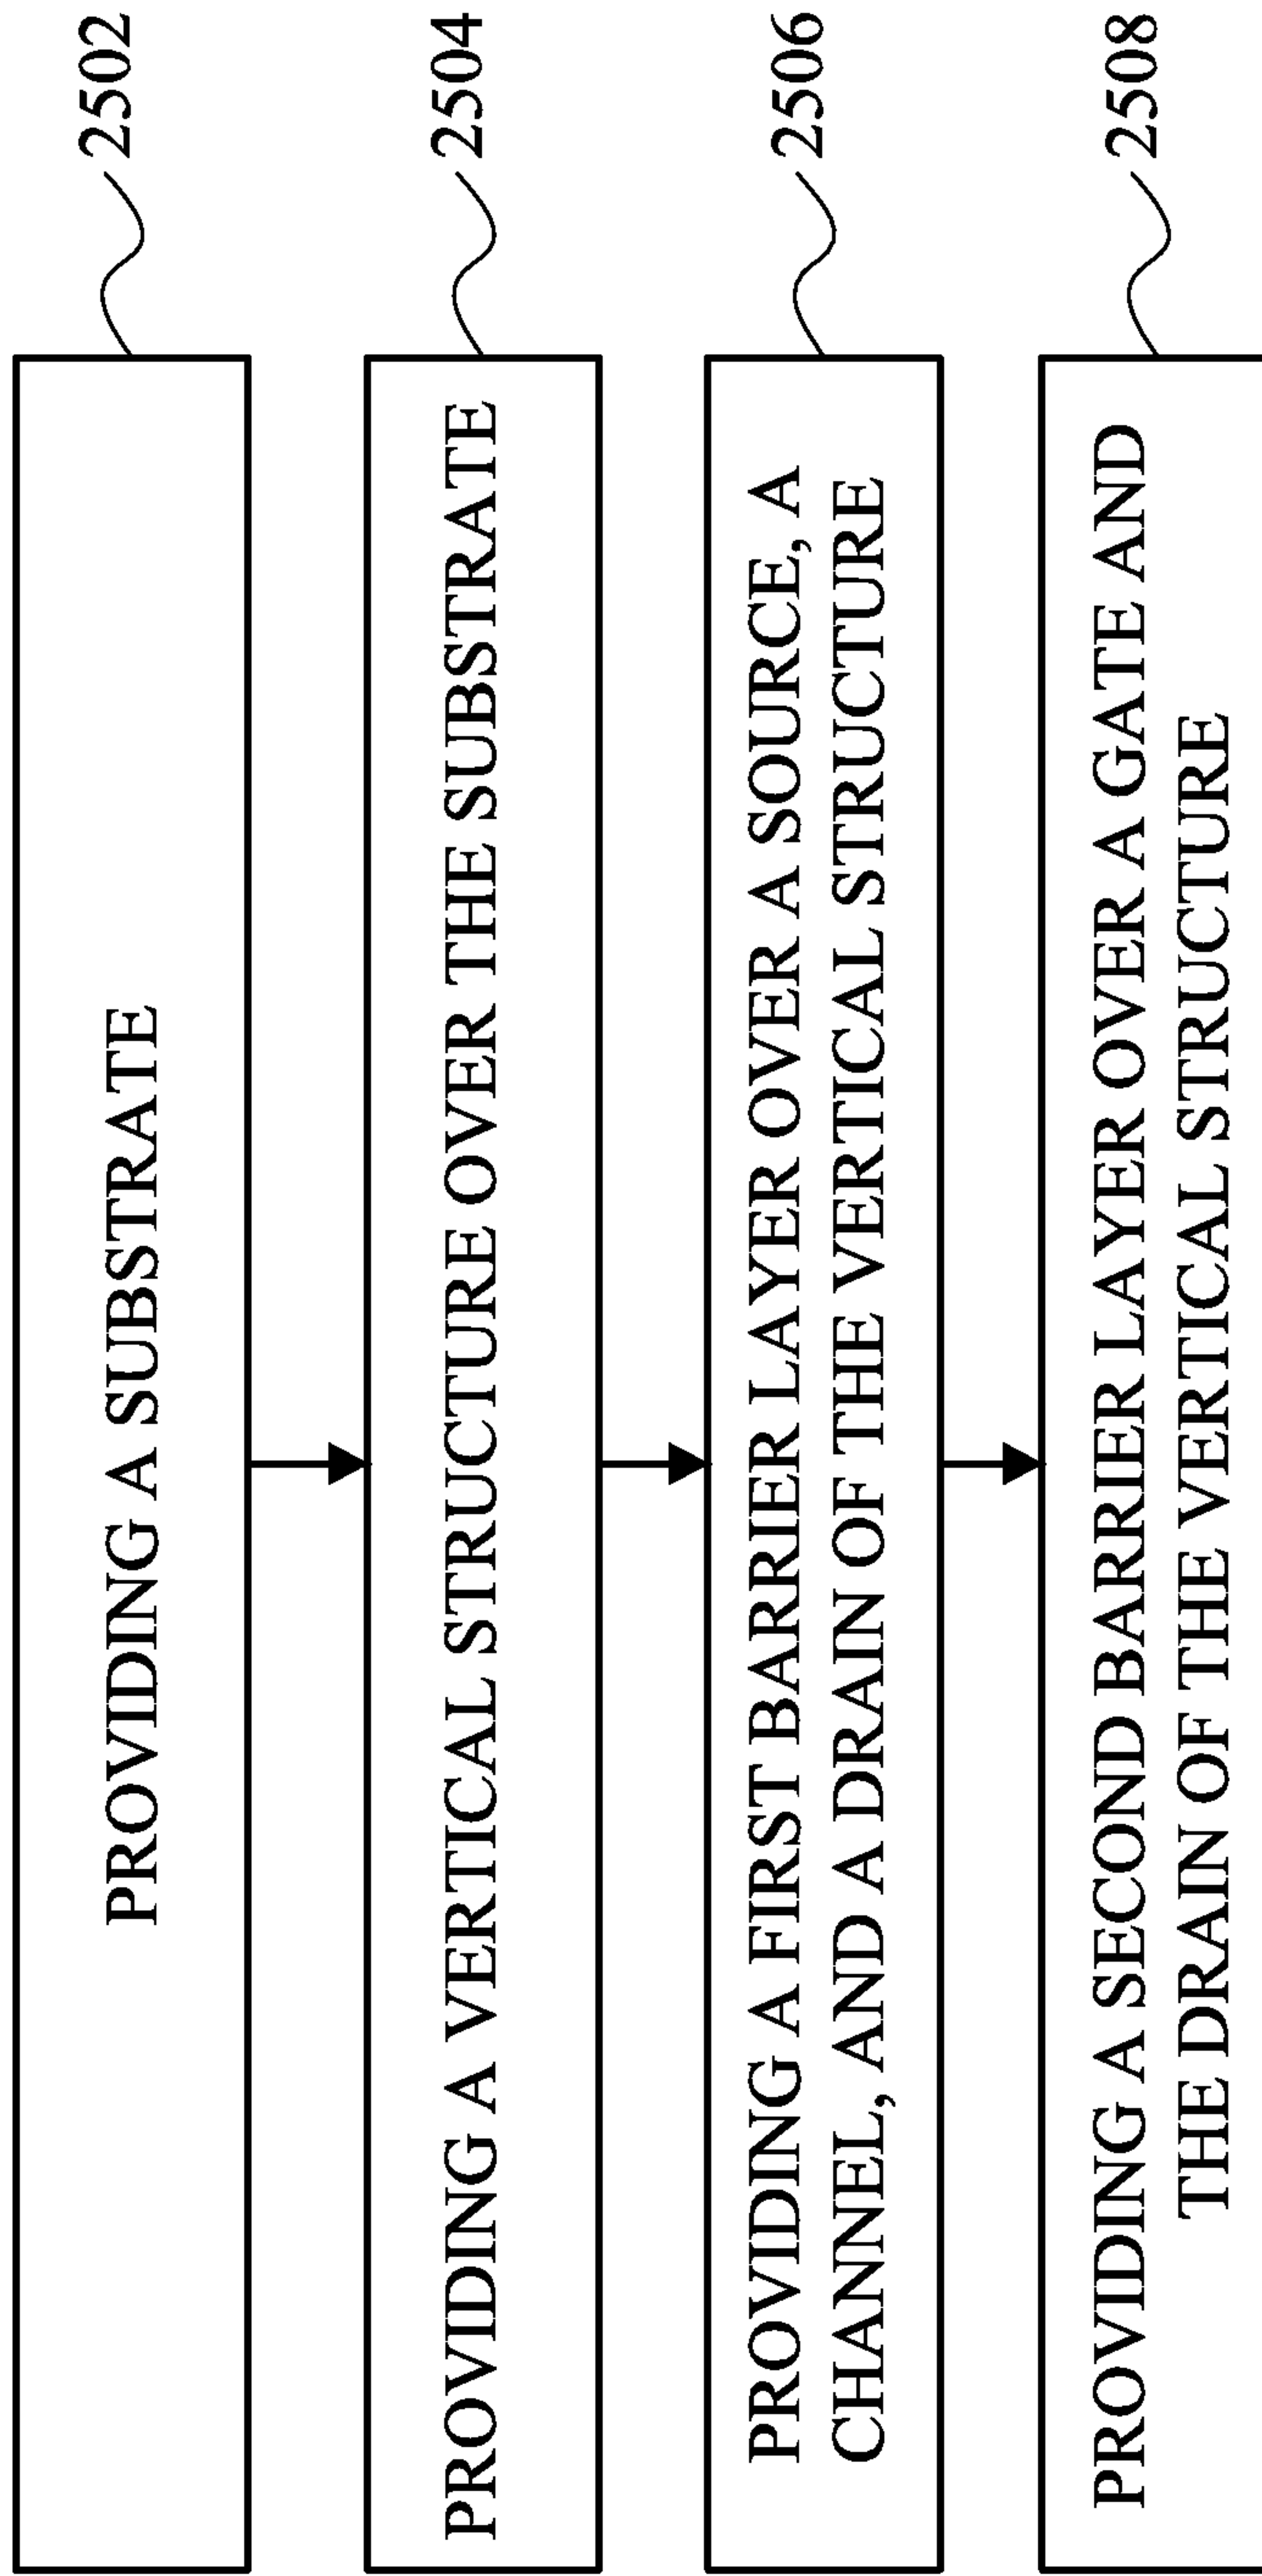 2502
PROVIDING A SUBSTRATE
2504
PROVIDING A VERTICAL STRUCTURE OVER THE SUBSTRATE
2506
PROVIDING A FIRST BARRIER LAYER OVER A SOURCE, A
CHANNEL, AND A DRAIN OF THE VERTICAL STRUCTURE
2508
PROVIDING A SECOND BARRIER LAYER OVER A GATE AND
THE DRAIN OF THE VERTICAL STRUCTURE